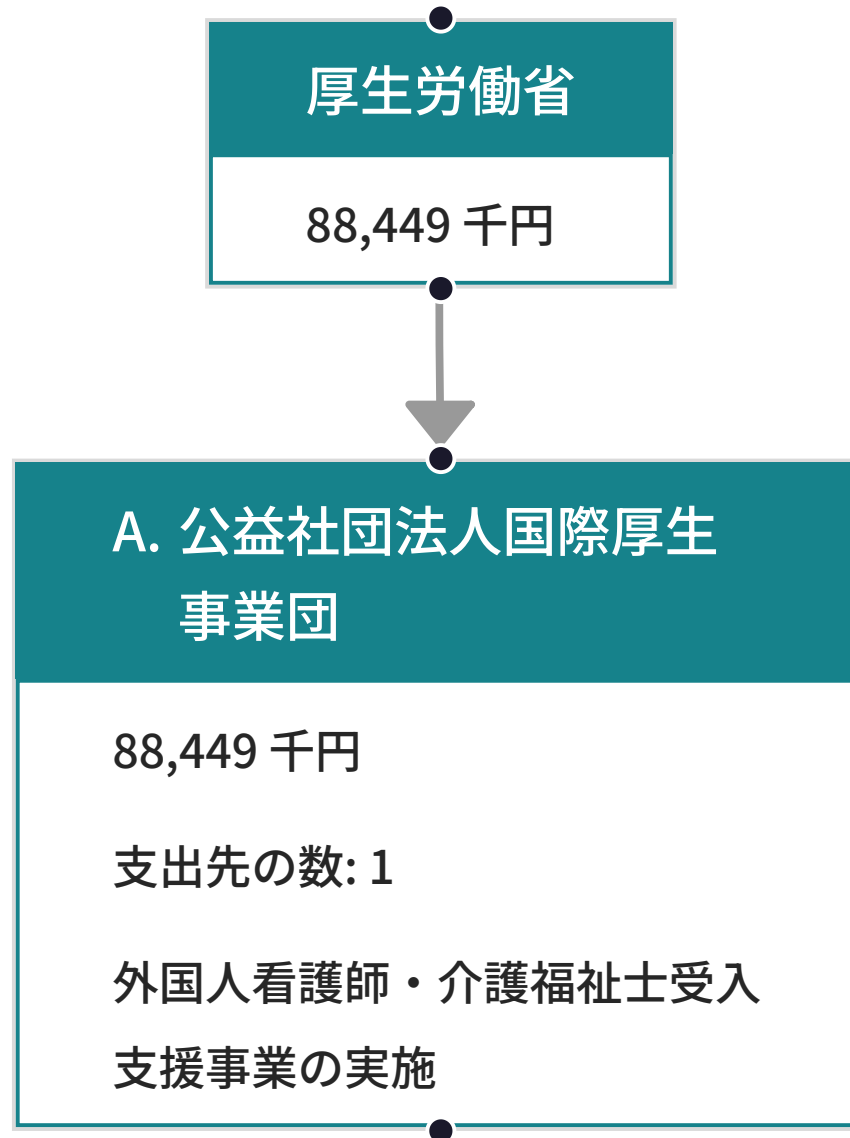 厚生労働省
88,449 千円
A. 公益社団法人国際厚生
事業団
88,449 千円
支出先の数: 1
外国人看護師・介護福祉士受入
支援事業の実施